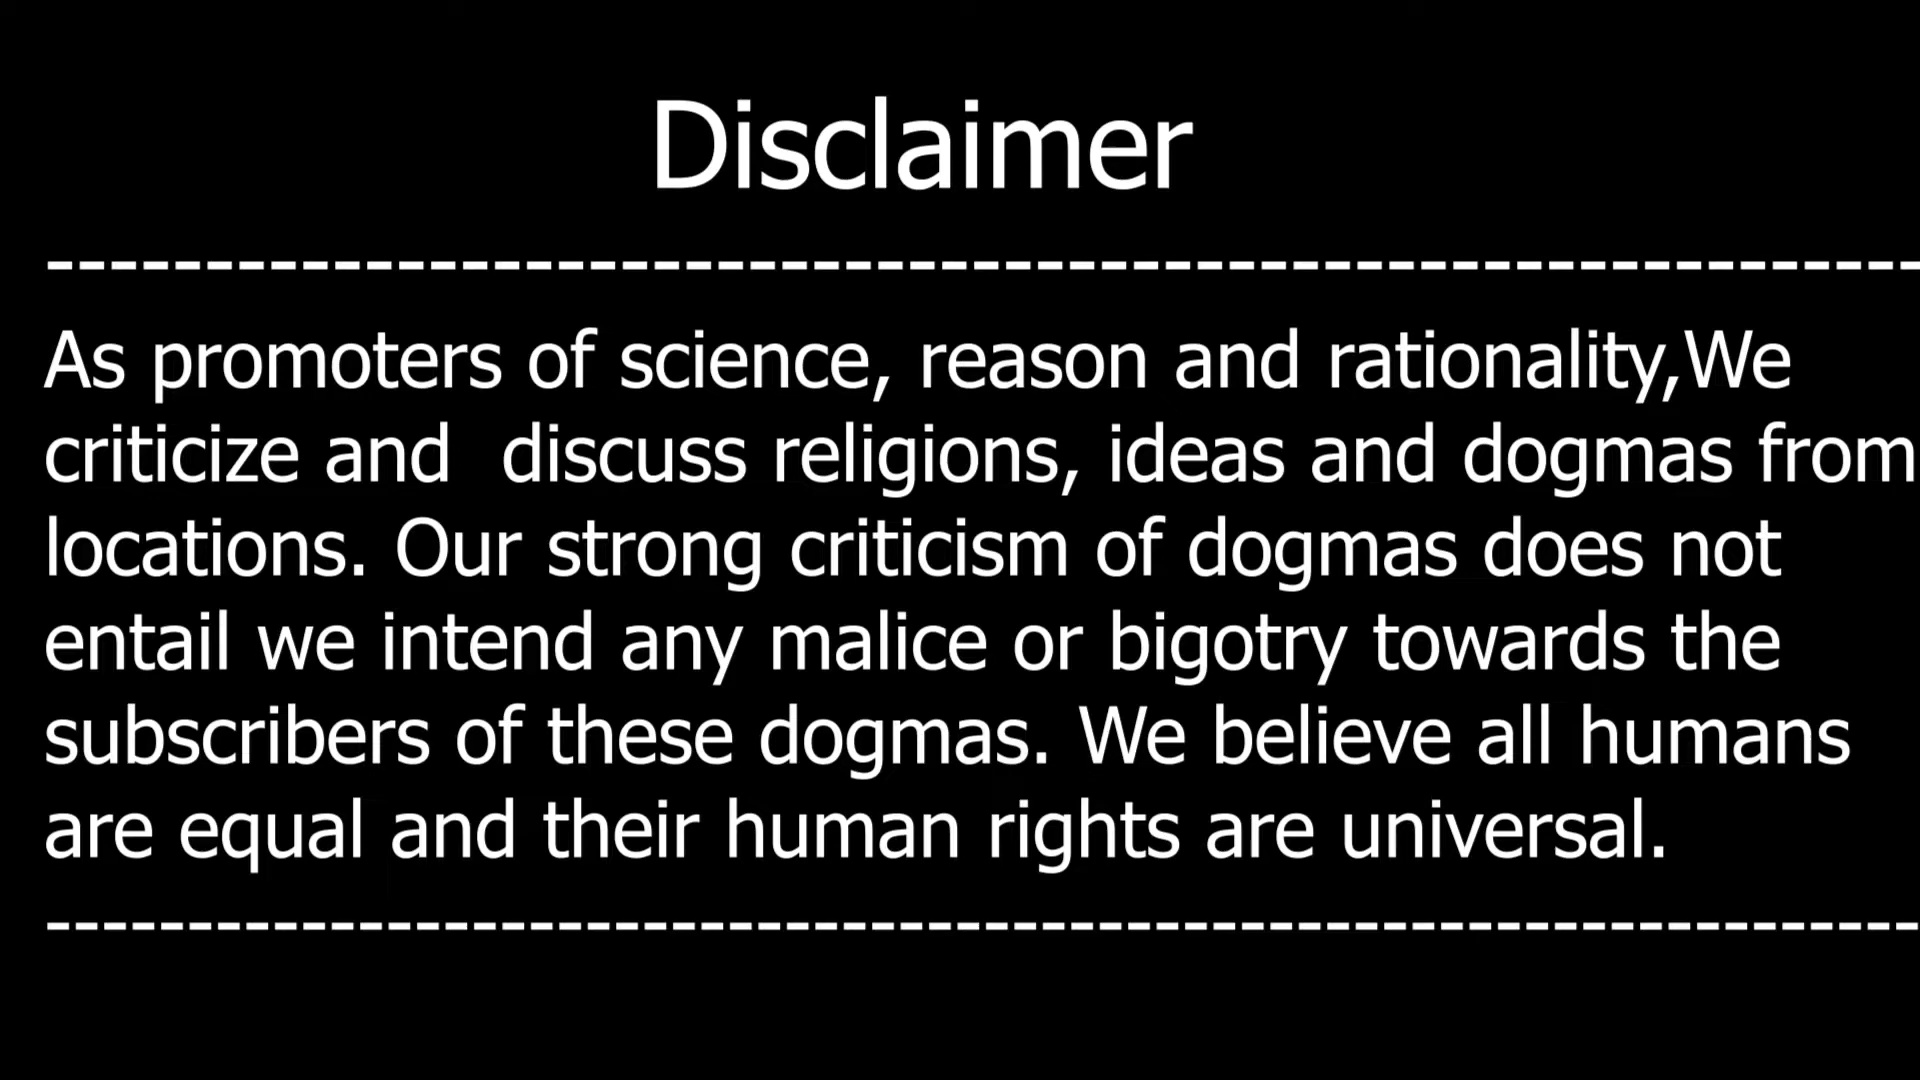 Disclaimer
--------------------------------------------------------------
As promoters of science, reason and rationality,We
criticize and  discuss religions, ideas and dogmas from
locations. Our strong criticism of dogmas does not
entail we intend any malice or bigotry towards the
subscribers of these dogmas. We believe all humans
are equal and their human rights are universal.
------------------------------------------------------------------